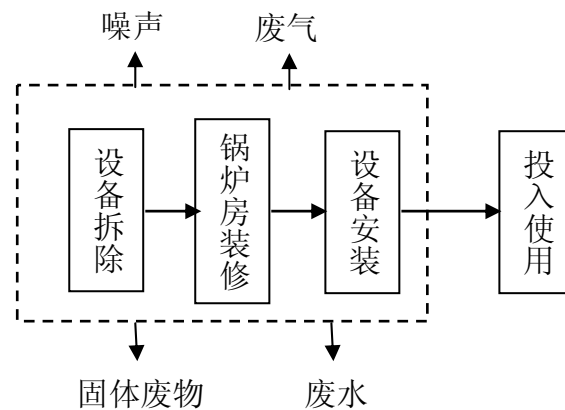 噪声
废气
设备拆除
锅炉房装修
设备安装
投入使用
固体废物
废水